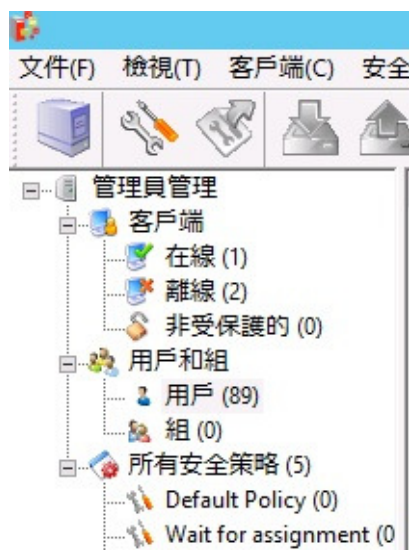 文件(F) 檢視(T) 客戶端(C) 安全
管理員管理
客戶端
在線 (1)
離線 (2)
非受保護的 (0)
用戶和組
用戶 (89)
組 (0)
所有安全策略 (5)
Default Policy (0)
Wait for assignment (0